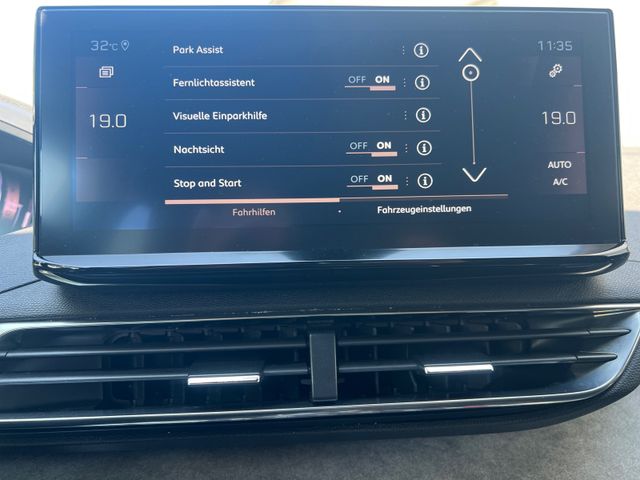 32°C
11:35
Park Assist
Fernlichtassistent OFF ON
19.0
Visuelle Einparkhilfe
19.0
Nachtsicht OFF ON
AUTO
Stop and Start OFF ON
A/C
Fahrhilfen
Fahrzeugeinstellungen